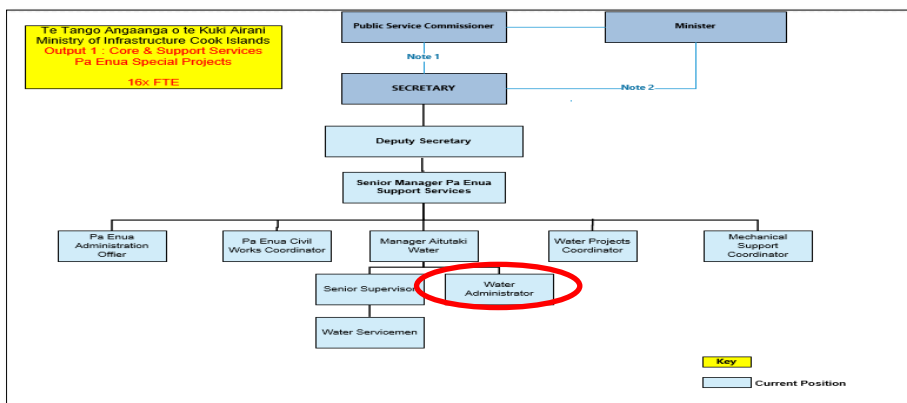 Te Tango Angaanga o te Kuki Airani
Ministry of Infrastructure Cook Islands
Output 1 : Core & Support Services
Pa Enua Special Projects
16x FTE
Public Service Commissioner
Minister
Note 1
SECRETARY
Note 2
Deputy Secretary
Senior Manager Pa Enua
Support Services
Pa Enua
Administration
Offier
Pa Enua Civil
Works Coordinator
Manager Aitutaki
Water
Water Projects
Coordinator
Mechanical
Support
Coordinator
Senior Supervisor
Water
Administrator
Water Servicemen
Key
Current Position